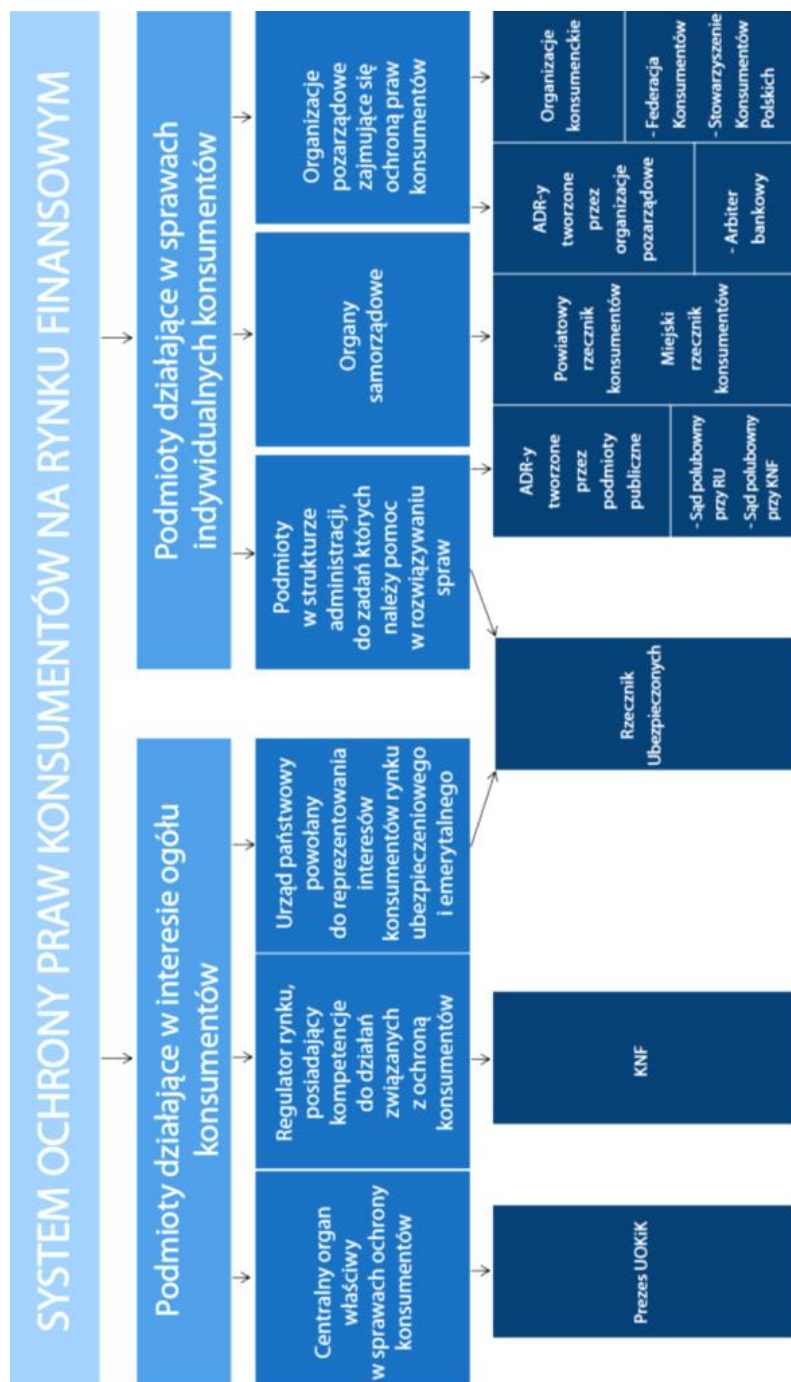 SYSTEM OCHRONY PRAW KONSUMENTÓW NA RYNKU FINANSOWYM
Podmioty działające w interesie ogółu
konsumentów
Podmioty działające w sprawach
indywidualnych konsumentów
Centralny organ
właściwy
w sprawach ochrony
konsumentów
Regulator rynku,
posiadający
kompetencje
do działań
związanych
z ochroną
konsumentów
Urząd państwowy
powołany
do reprezentowania
interesów
konsumentów rynku
ubezpieczeniowego
i emerytalnego
Podmioty
w strukturze
administracji,
do zadań których
należy pomoc
w rozwiązywaniu
spraw
Organy
samorządowe
Organizacje
pozarządowe
zajmujące się
ochroną praw
konsumentów
Prezes UOKiK
KNF
Rzecznik
Ubezpieczonych
ADR-y
tworzone
przez
podmioty
publiczne
- Sąd polubowny
przy RU
- Sąd polubowny
przy KNF
Powiatowy
rzecznik
konsumentów
Miejski
rzecznik
konsumentów
ADR-y
tworzone
przez
organizacje
pozarządowe
- Arbiter
bankowy
Organizacje
konsumenckie
- Federacja
Konsumentów
- Stowarzyszenie
Konsumentów
Polskich